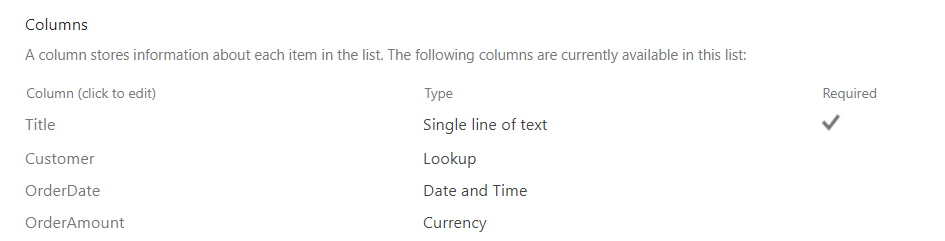 Columns
A column stores information about each item in the list. The following columns are currently available in this list:
Column (click to edit) Type Required
Title Single line of text
Customer Lookup
OrderDate Date and Time
OrderAmount Currency